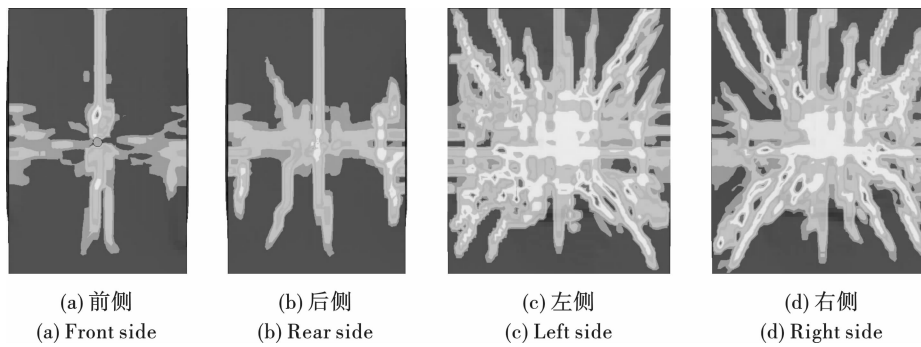 (a) 前侧
(a) Front side
(b) 后侧
(b) Rear side
(c) 左侧
(c) Left side
(d) 右侧
(d) Right side